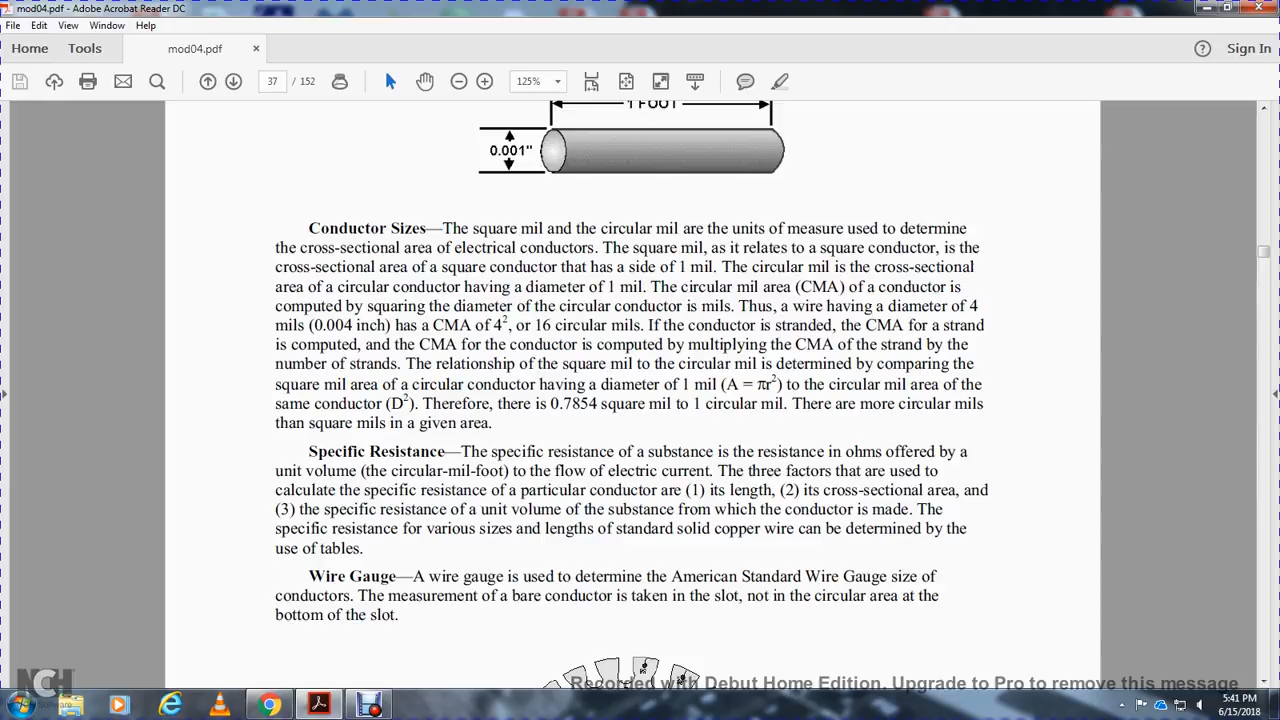 mod04.pdf - Adobe Acrobat Reader DC
File Edit View Window Help
Home Tools mod04.pdf × ? Sign In
37 / 152 125%
1 FOOT
0.001"
Conductor Sizes—The square mil and the circular mil are the units of measure used to determine
the cross-sectional area of electrical conductors. The square mil, as it relates to a square conductor, is the
cross-sectional area of a square conductor that has a side of 1 mil. The circular mil is the cross-sectional
area of a circular conductor having a diameter of 1 mil. The circular mil area (CMA) of a conductor is
computed by squaring the diameter of the circular conductor is mils. Thus, a wire having a diameter of 4
mils (0.004 inch) has a CMA of 4², or 16 circular mils. If the conductor is stranded, the CMA for a strand
is computed, and the CMA for the conductor is computed by multiplying the CMA of the strand by the
number of strands. The relationship of the square mil to the circular mil is determined by comparing the
square mil area of a circular conductor having a diameter of 1 mil (A = πr²) to the circular mil area of the
same conductor (D²). Therefore, there is 0.7854 square mil to 1 circular mil. There are more circular mils
than square mils in a given area.
Specific Resistance—The specific resistance of a substance is the resistance in ohms offered by a
unit volume (the circular-mil-foot) to the flow of electric current. The three factors that are used to
calculate the specific resistance of a particular conductor are (1) its length, (2) its cross-sectional area, and
(3) the specific resistance of a unit volume of the substance from which the conductor is made. The
specific resistance for various sizes and lengths of standard solid copper wire can be determined by the
use of tables.
Wire Gauge—A wire gauge is used to determine the American Standard Wire Gauge size of
conductors. The measurement of a bare conductor is taken in the slot, not in the circular area at the
bottom of the slot.
Recorded with Debut Home Edition. Upgrade to Pro to remove this message
NCH
Software
5:41 PM
6/15/2018